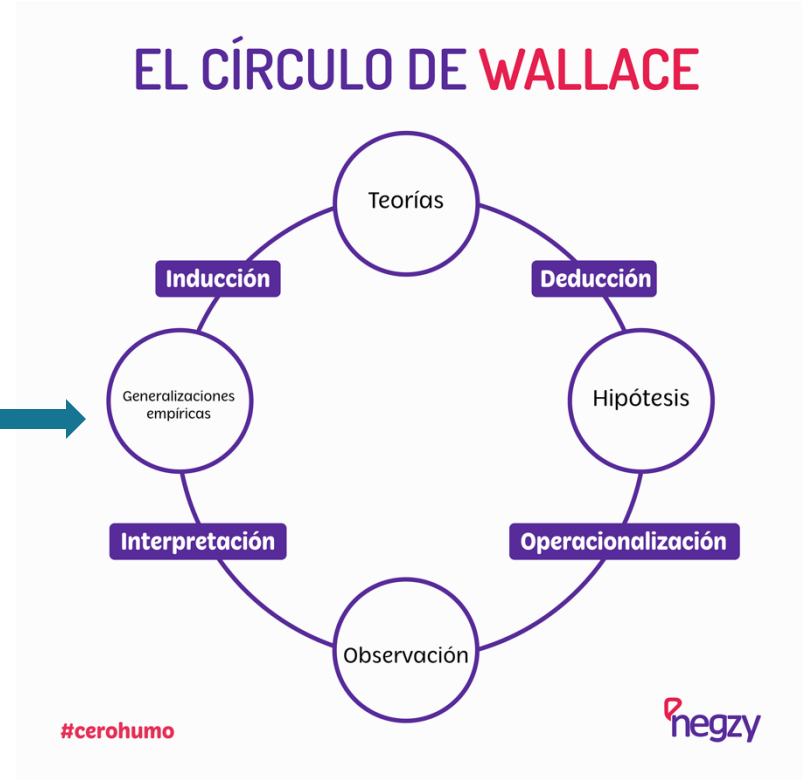 EL CÍRCULO DE WALLACE
Teorías
Inducción
Deducción
Generalizaciones
empíricas
Hipótesis
Interpretación
Operacionalización
Observación
#cerohumo
negzy